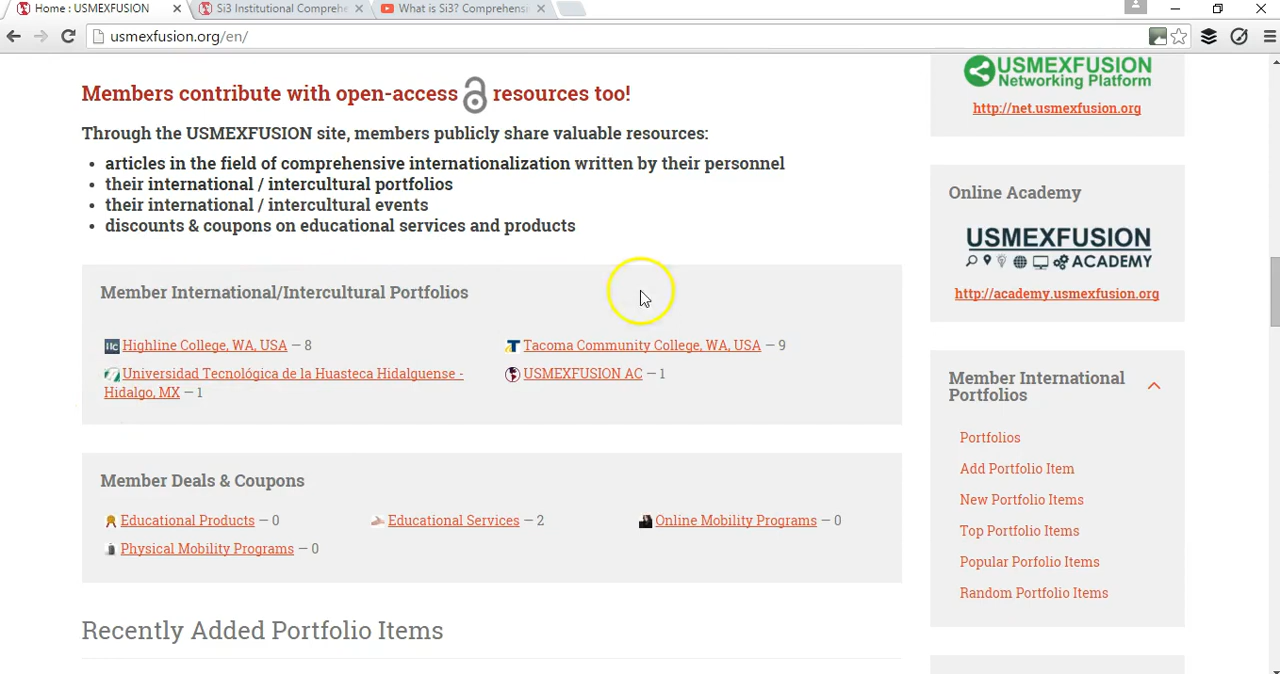 Home : USMEXFUSION
Si3 Institutional Comprehe
What is Si3? Comprehens
usmexfusion.org/en/
Members contribute with open-access resources too!
Through the USMEXFUSION site, members publicly share valuable resources:
• articles in the field of comprehensive internationalization written by their personnel
• their international / intercultural portfolios
• their international / intercultural events
• discounts & coupons on educational services and products
Member International/Intercultural Portfolios
Highline College, WA, USA — 8
Tacoma Community College, WA, USA — 9
Universidad Tecnológica de la Huasteca Hidalguense -
Hidalgo, MX — 1
USMEXFUSION AC — 1
Member Deals & Coupons
Educational Products — 0
Educational Services — 2
Online Mobility Programs — 0
Physical Mobility Programs — 0
Recently Added Portfolio Items
USMEXFUSION
Networking Platform
http://net.usmexfusion.org
Online Academy
USMEXFUSION
ACADEMY
http://academy.usmexfusion.org
Member International
Portfolios
Portfolios
Add Portfolio Item
New Portfolio Items
Top Portfolio Items
Popular Porfolio Items
Random Portfolio Items